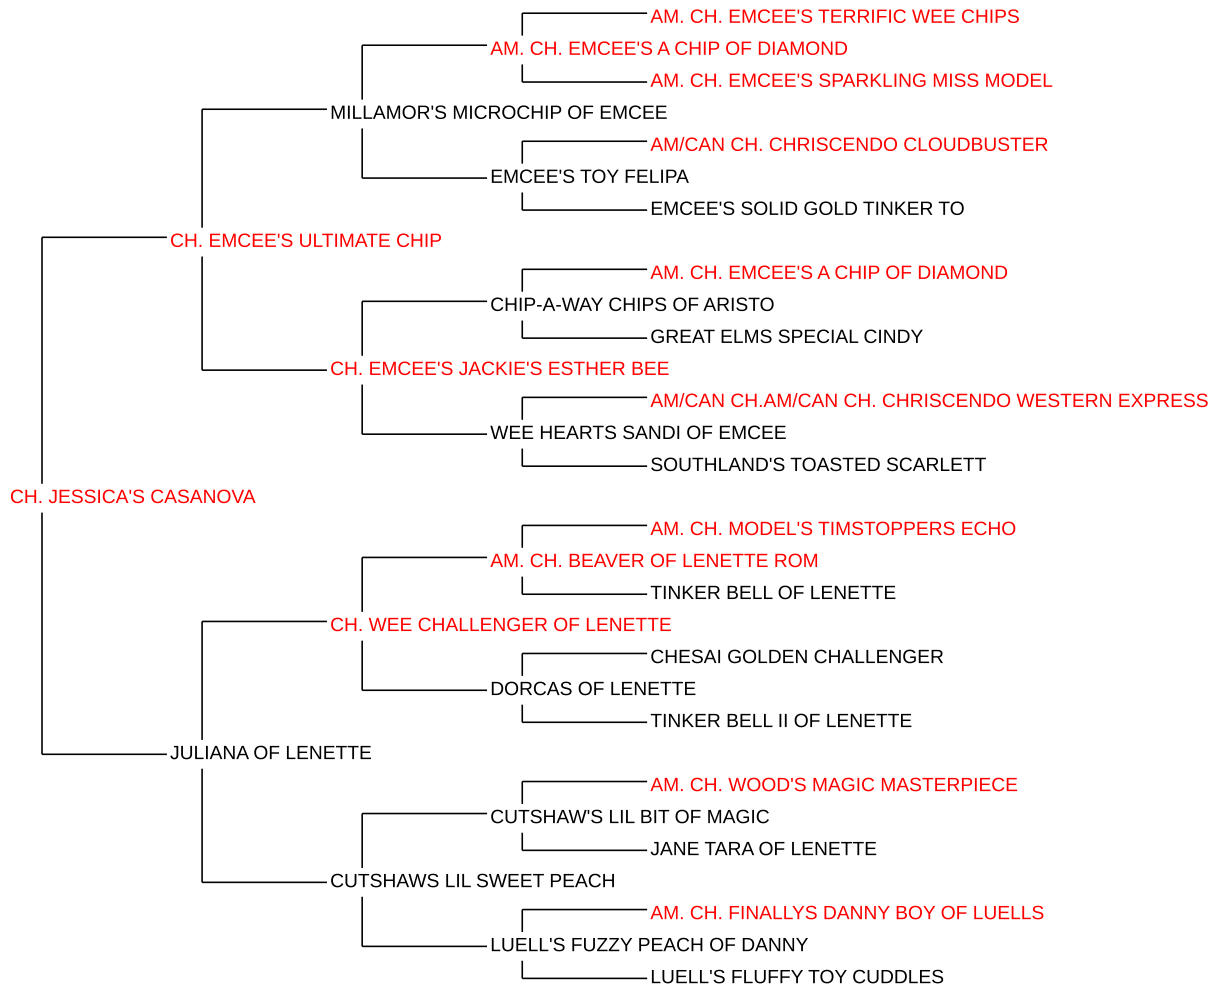 AM. CH. EMCEE'S TERRIFIC WEE CHIPS
AM. CH. EMCEE'S A CHIP OF DIAMOND
AM. CH. EMCEE'S SPARKLING MISS MODEL
MILLAMOR'S MICROCHIP OF EMCEE
AM/CAN CH. CHRISCENDO CLOUDBUSTER
EMCEE'S TOY FELIPA
EMCEE'S SOLID GOLD TINKER TO
CH. EMCEE'S ULTIMATE CHIP
AM. CH. EMCEE'S A CHIP OF DIAMOND
CHIP-A-WAY CHIPS OF ARISTO
GREAT ELMS SPECIAL CINDY
CH. EMCEE'S JACKIE'S ESTHER BEE
AM/CAN CH.AM/CAN CH. CHRISCENDO WESTERN EXPRESS
WEE HEARTS SANDI OF EMCEE
SOUTHLAND'S TOASTED SCARLETT
CH. JESSICA'S CASANOVA
AM. CH. MODEL'S TIMSTOPPERS ECHO
AM. CH. BEAVER OF LENETTE ROM
TINKER BELL OF LENETTE
CH. WEE CHALLENGER OF LENETTE
CHESAI GOLDEN CHALLENGER
DORCAS OF LENETTE
TINKER BELL II OF LENETTE
JULIANA OF LENETTE
AM. CH. WOOD'S MAGIC MASTERPIECE
CUTSHAW'S LIL BIT OF MAGIC
JANE TARA OF LENETTE
CUTSHAWS LIL SWEET PEACH
AM. CH. FINALLYS DANNY BOY OF LUELLS
LUELL'S FUZZY PEACH OF DANNY
LUELL'S FLUFFY TOY CUDDLES